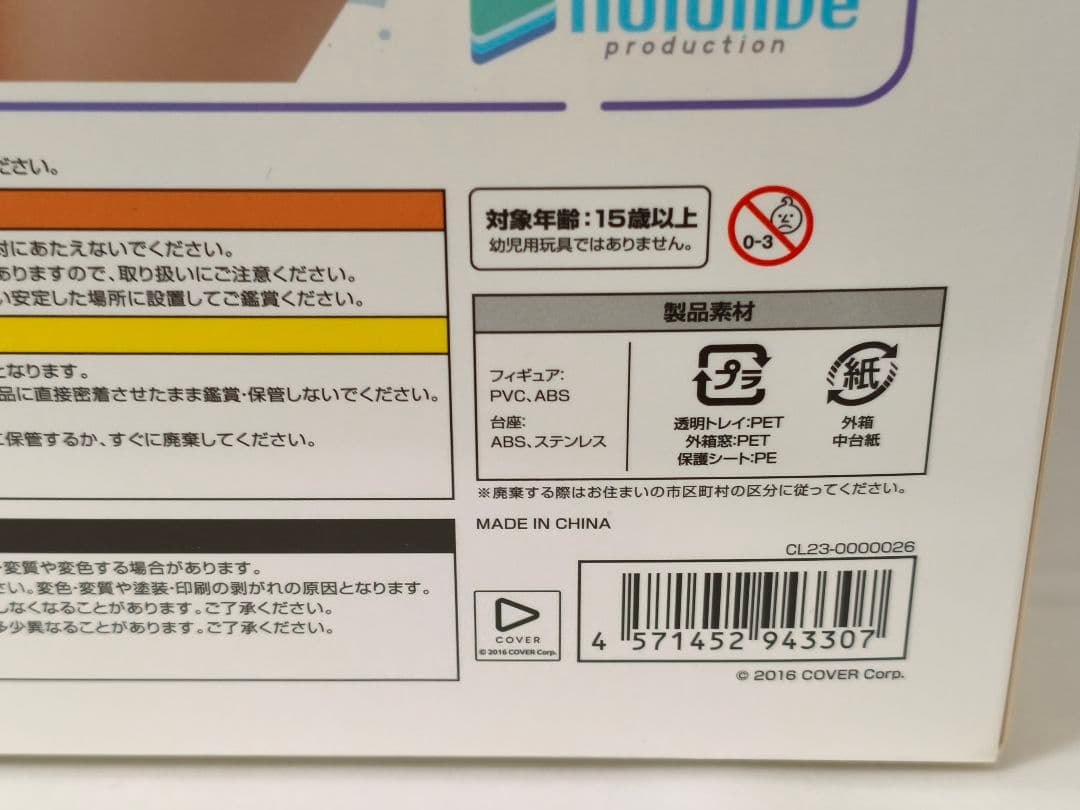 hololive
production
ださい。
対にあたえないでください。
ありますので、取り扱いにご注意ください。
い安定した場所に設置してご鑑賞ください。
となります。
品に直接密着させたまま鑑賞・保管しないでください。
に保管するか、すぐに廃棄してください。
変質や変色する場合があります。
さい。変色・変質や塗装・印刷の剥がれの原因となります。
しなくなることがあります。ご了承ください。
多少異なることがあります。ご了承ください。
対象年齢:15歳以上
幼児用玩具ではありません。
0-3
製品素材
フィギュア:
PVC、ABS
台座:
ABS、ステンレス
プラ
透明トレイ:PET
外箱窓:PET
保護シート:PE
紙
外箱
中台紙
※廃棄する際はお住まいの市区町村の区分に従ってください。
MADE IN CHINA
CL23-0000026
COVER
© 2016 COVER Corp.
4 571452 943307
© 2016 COVER Corp.